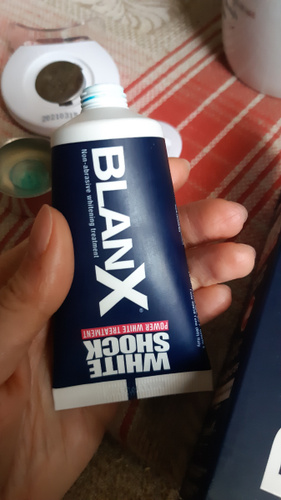 BLANX®
Non-abrasive whitening treatment
WHITE
SHOCK
POWER WHITE TREATMENT